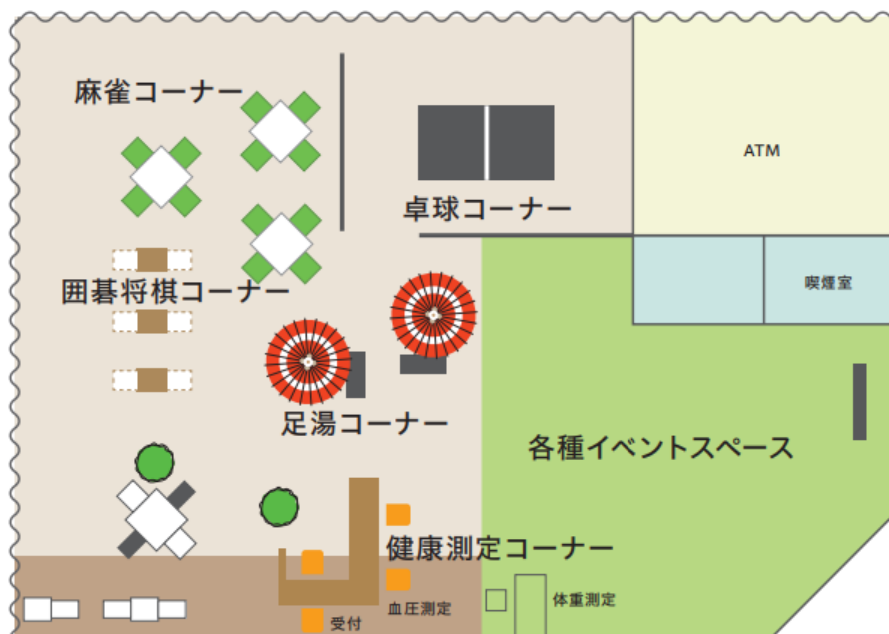 麻雀コーナー
ATM
卓球コーナー
囲碁将棋コーナー
喫煙室
足湯コーナー
各種イベントスペース
健康測定コーナー
血圧測定
体重測定
受付